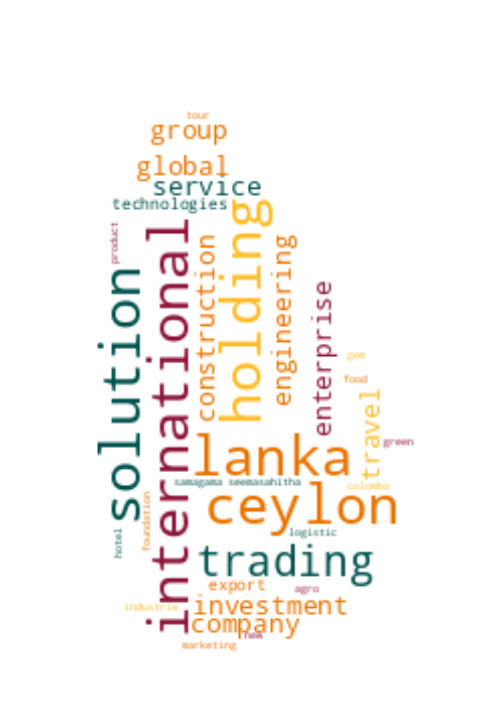 tour
group
global
service
technologies
product
solution
international
construction
holding
engineering
enterprise
gem
food
travel
green
lanka
samagama seemasahitha
colombo
ceylon
hotel
foundation
logistic
trading
export
agro
industrie
investment
company
new
marketing